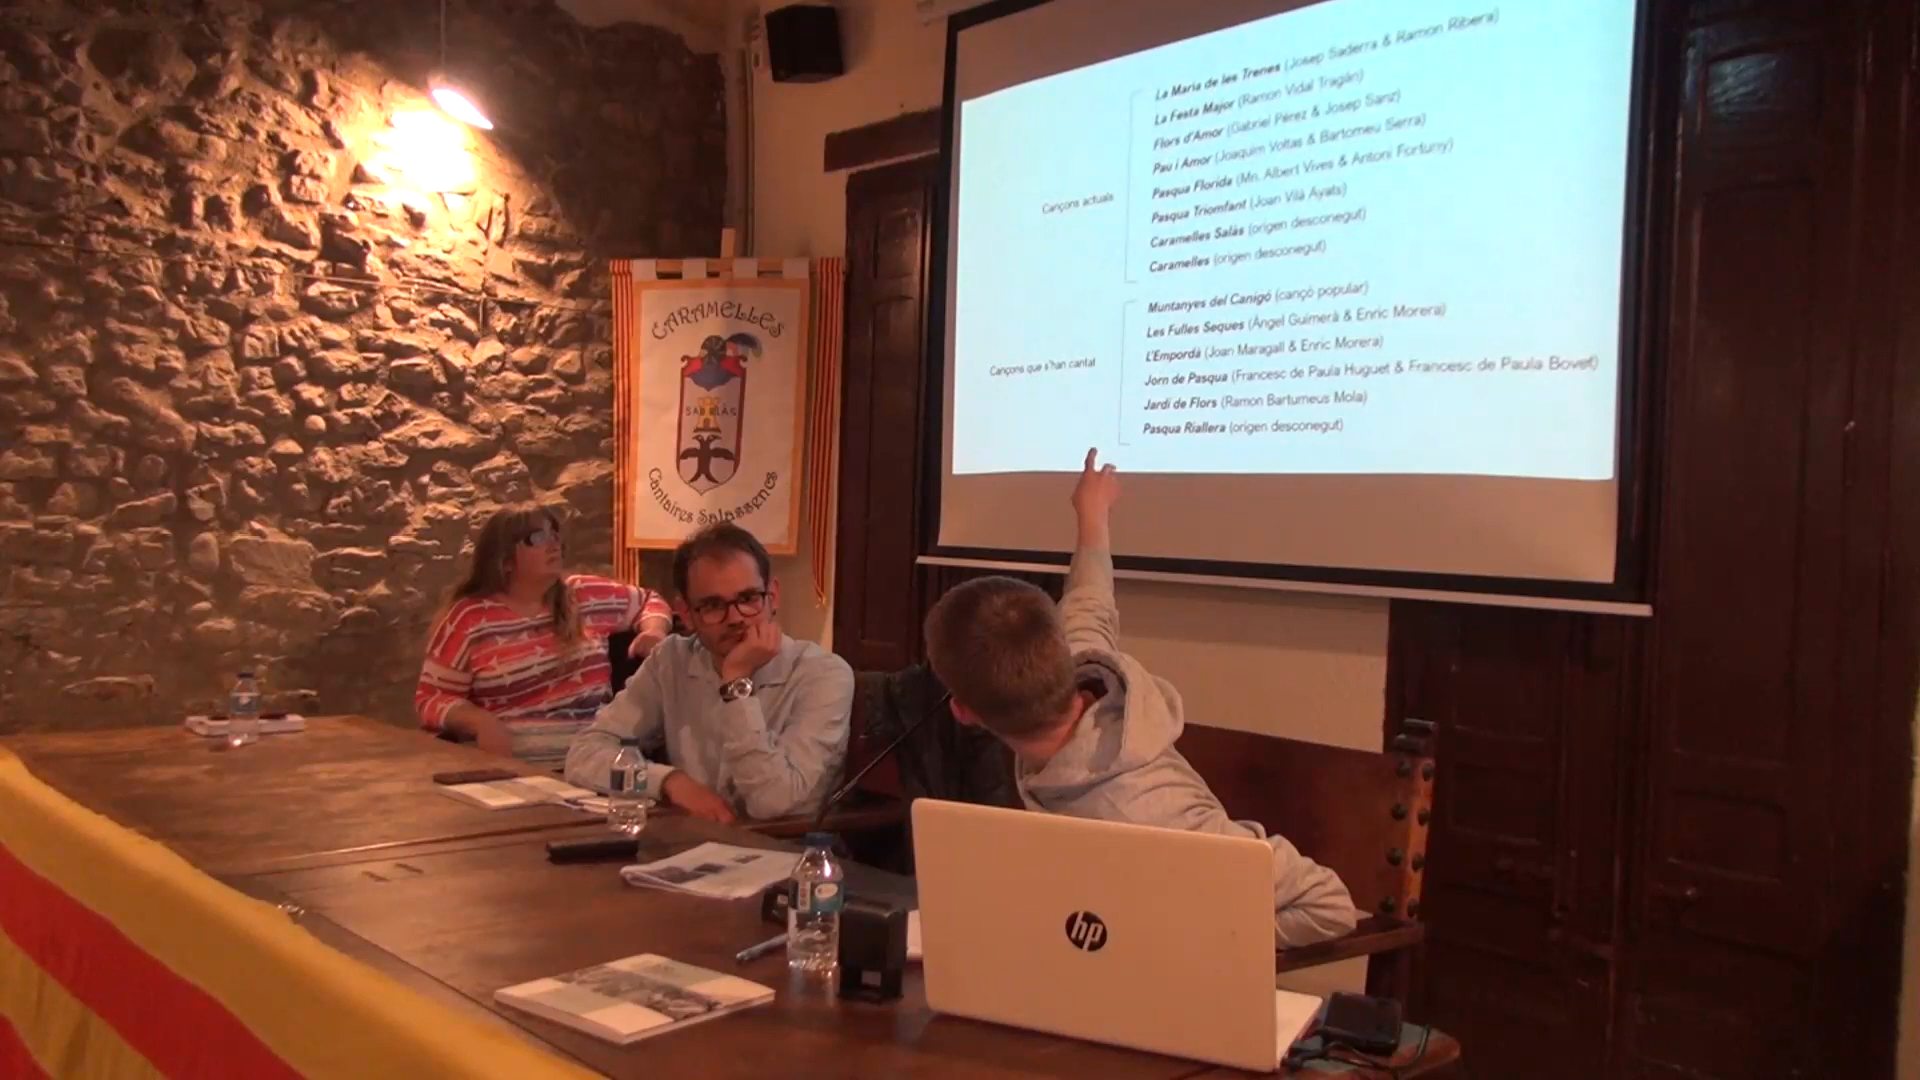 La Maria de les Trenes (Josep Saderra & Ramon Ribera)
La Festa Major (Ramon Vidal Tragán)
Flors d'Amor (Gabriel Pérez & Josep Sanz)
Pau i Amor (Joaquim Voltas & Bartomeu Serra)
Pasqua Florida (Mn. Albert Vives & Antoni Fortuny)
Cançons actuals
Pasqua Triomfant (Joan Vilà Ayats)
Caramelles Salàs (origen desconegut)
Caramelles (origen desconegut)
Muntanyes del Canigó (cançó popular)
Les Fulles Seques (Àngel Guimerà & Enric Morera)
L'Empordà (Joan Maragall & Enric Morera)
Cançons que s'han cantat
Jorn de Pasqua (Francesc de Paula Huguet & Francesc de Paula Bovet)
Jardí de Flors (Ramon Bartumeus Mola)
Pasqua Riallera (origen desconegut)
CARAMELLES
Cantaires Salassencs
hp